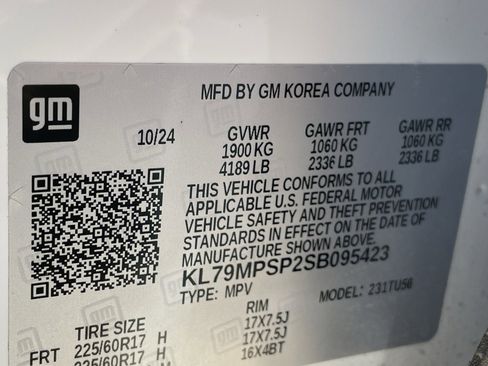 gm
MFD BY GM KOREA COMPANY
10/24 GVWR GAWR FRT GAWR RR
1900 KG 1060 KG 1060 KG
4189 LB 2336 LB 2336 LB
THIS VEHICLE CONFORMS TO ALL
APPLICABLE U.S. FEDERAL MOTOR
VEHICLE SAFETY AND THEFT PREVENTION
STANDARDS IN EFFECT ON THE DATE OF
MANUFACTURE SHOWN ABOVE.
KL79MPSP2SB095423
TYPE: MPV MODEL: 231TU56
TIRE SIZE RIM
FRT 225/60R17 H 17X7.5J
225/60R17 H 17X7.5J
16X4BT